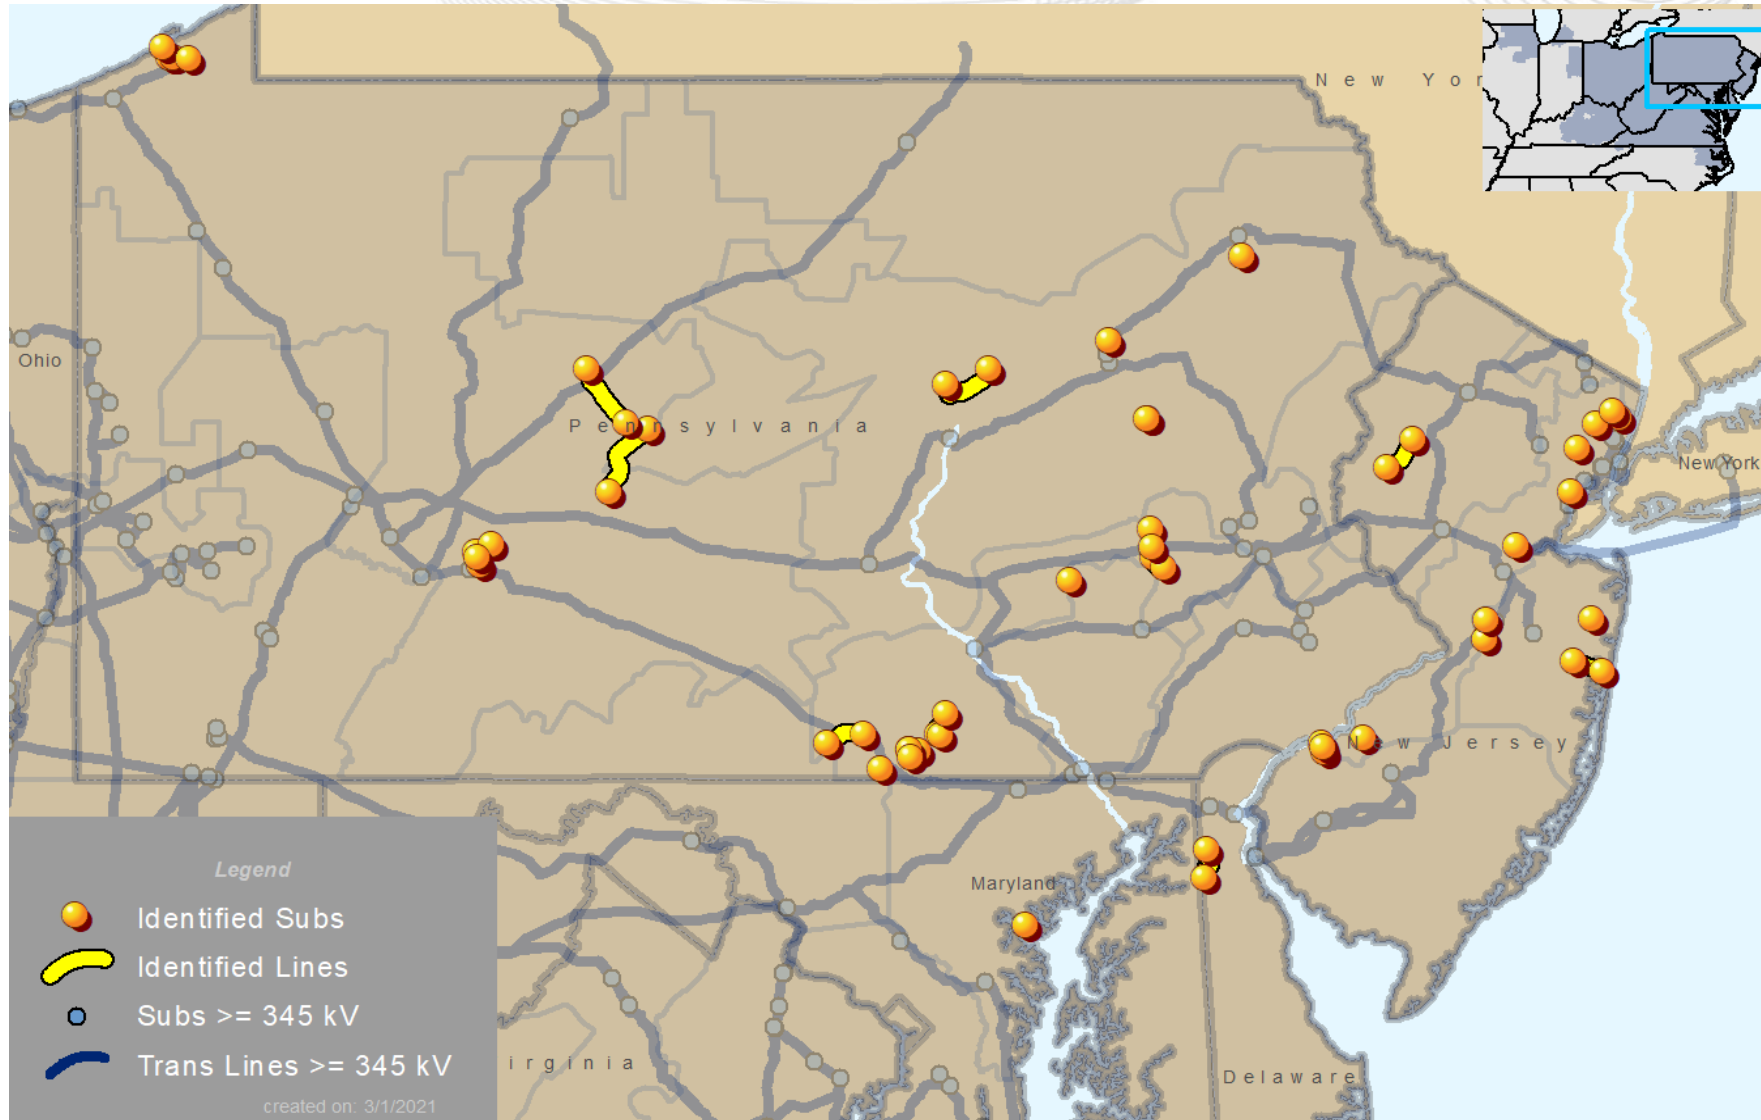 New Yor
Ohio
Pennsylvania
New York
New Jersey
Maryland
Legend
Identified Subs
Identified Lines
Subs >= 345 kV
Trans Lines >= 345 kV
irginia
Delaware
created on: 3/1/2021